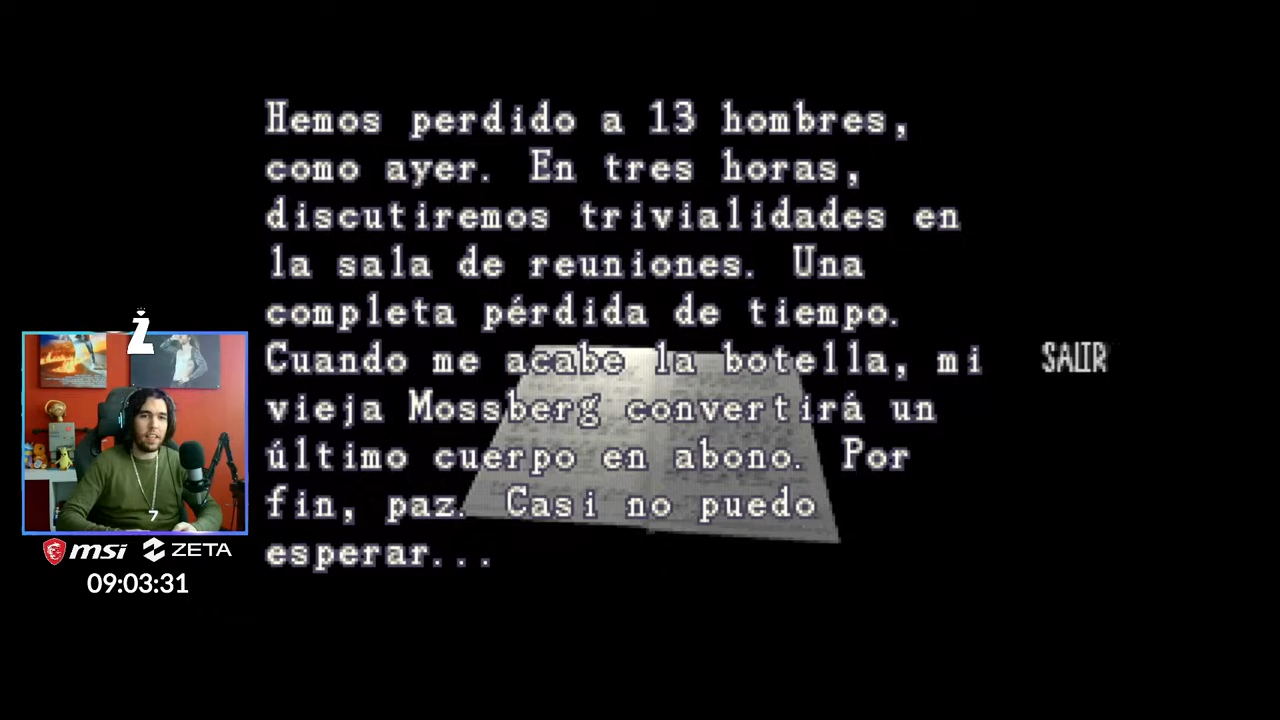 Hemos perdido a 13 hombres,
como ayer. En tres horas,
discutiremos trivialidades en
la sala de reuniones. Una
completa pérdida de tiempo.
Cuando me acabe la botella, mi
vieja Mossberg convertirá un
último cuerpo en abono. Por
fin, paz. Casi no puedo
esperar...
SALIR
Z
7
msi ZETA
09:03:31